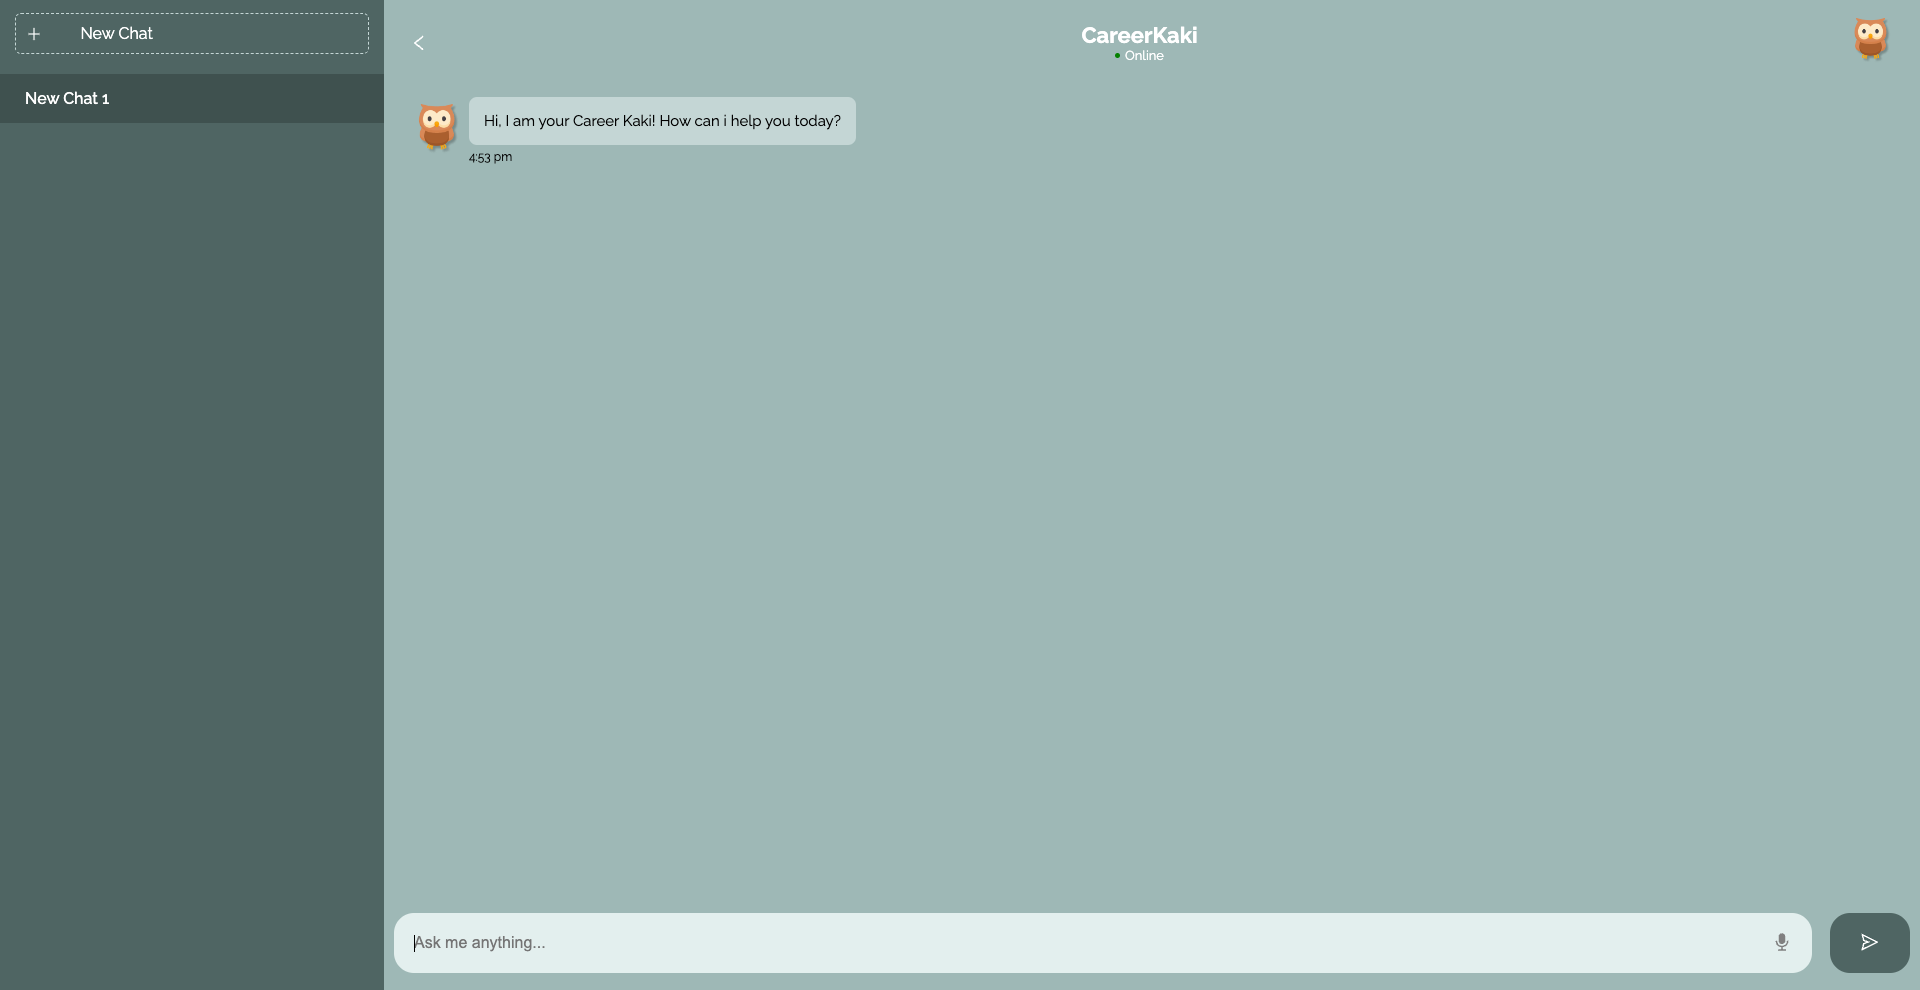 New Chat
New Chat 1
CareerKaki
Online
Hi, I am your Career Kaki! How can i help you today?
4:53 pm
Ask me anything...